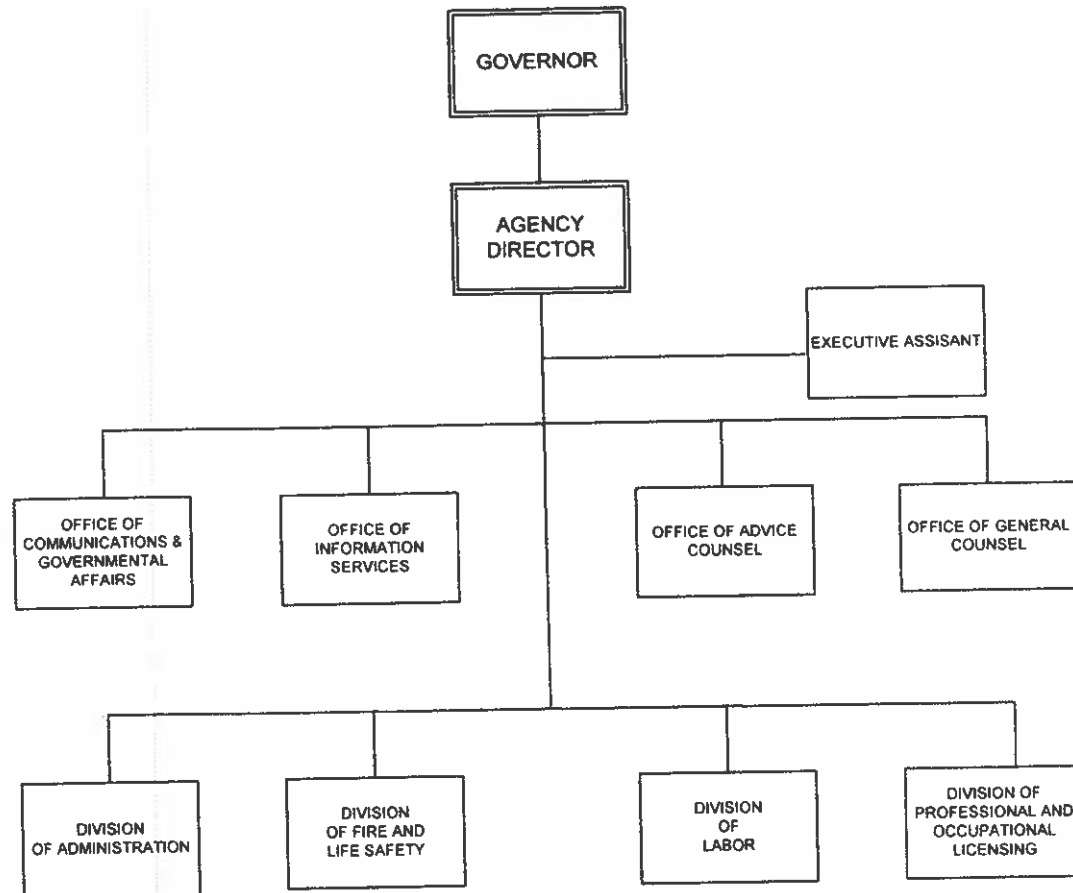 GOVERNOR
AGENCY
DIRECTOR
EXECUTIVE ASSISANT
OFFICE OF
COMMUNICATIONS &
GOVERNMENTAL
AFFAIRS
OFFICE OF
INFORMATION
SERVICES
OFFICE OF ADVICE
COUNSEL
OFFICE OF GENERAL
COUNSEL
DIVISION
OF ADMINISTRATION
DIVISION
OF FIRE AND
LIFE SAFETY
DIVISION
OF
LABOR
DIVISION OF
PROFESSIONAL AND
OCCUPATIONAL
LICENSING